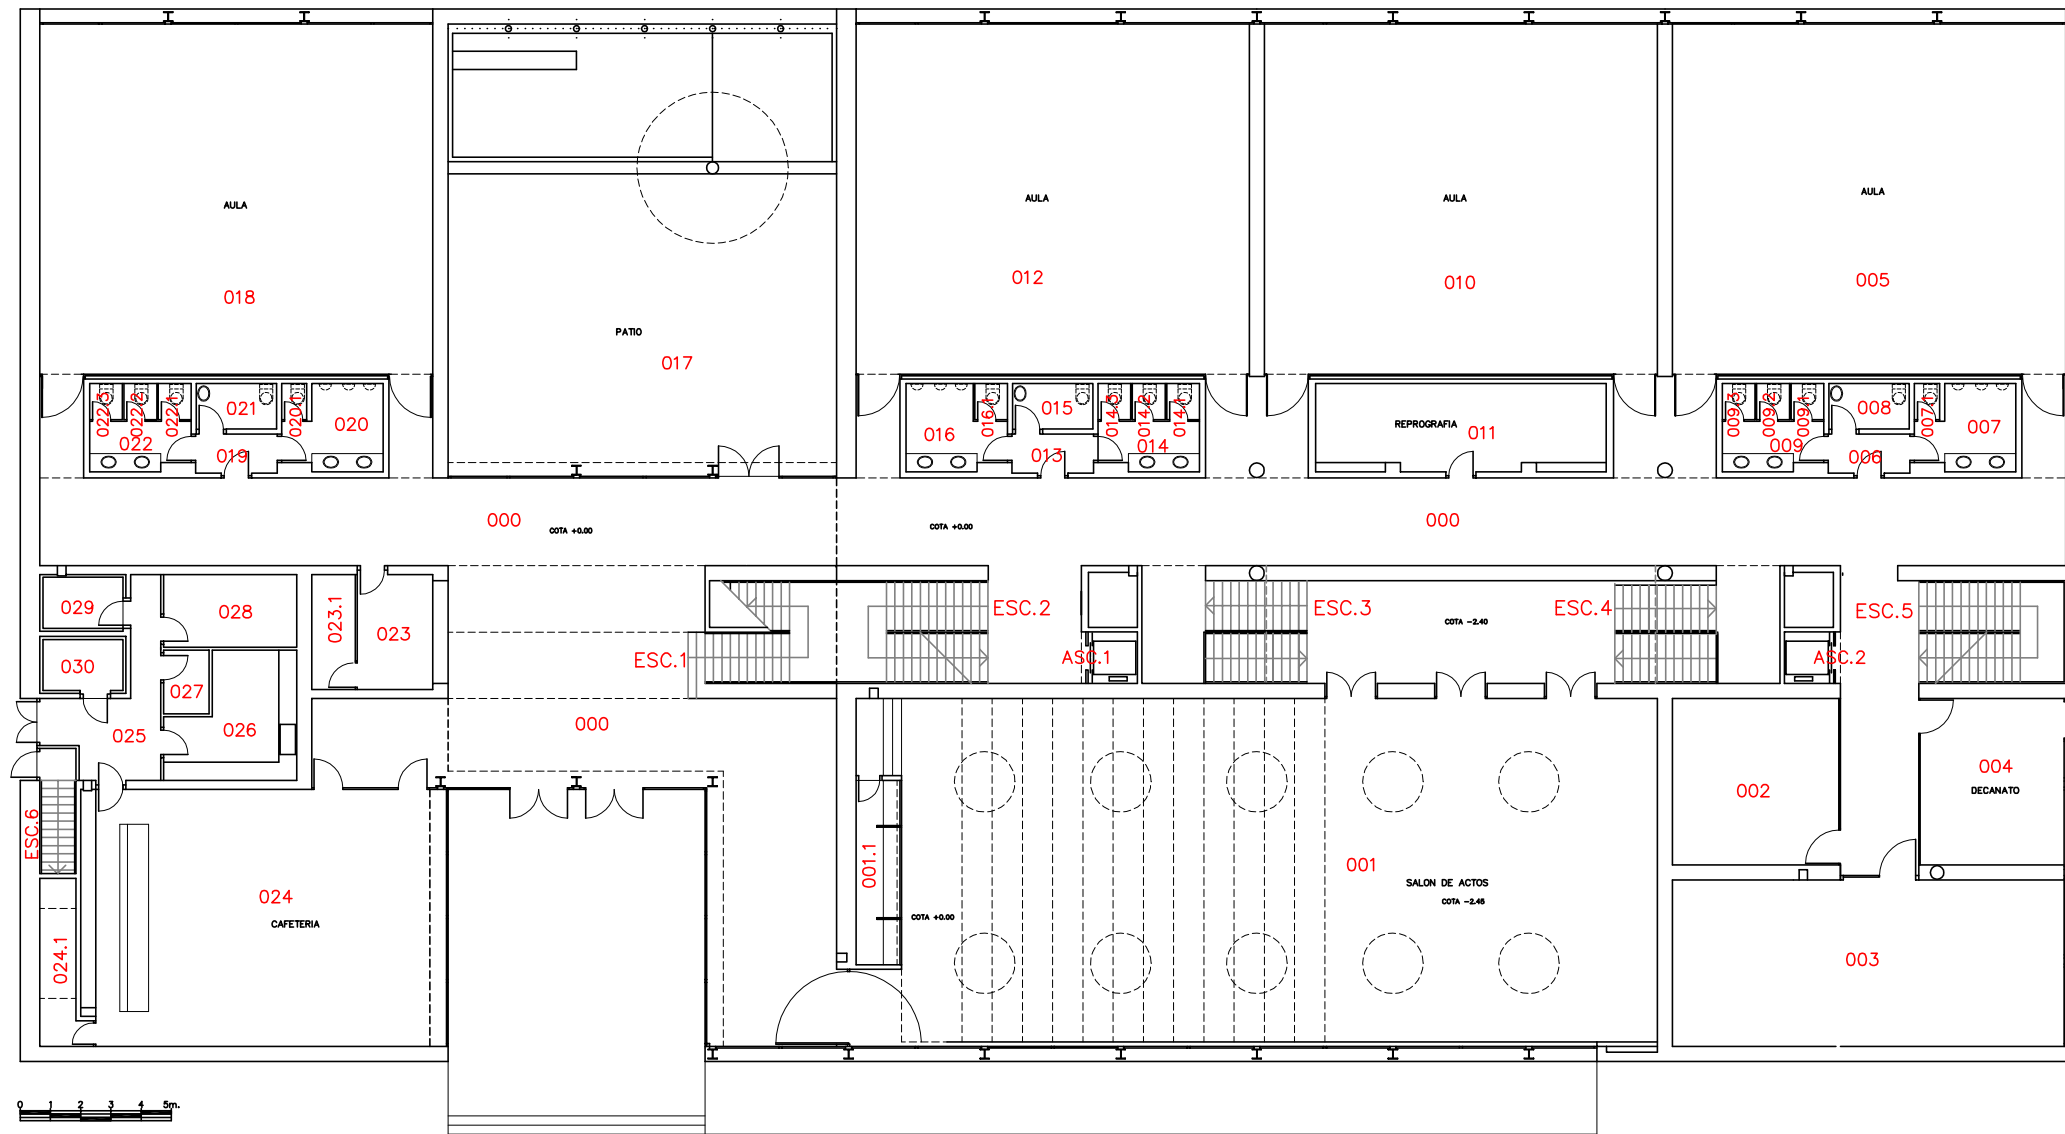 AULA
018
PATIO
017
AULA
012
AULA
010
AULA
005
022.3
022.2
022.1
022
021
019
020.1
020
016
016.1
015
013
014.3
014.2
014.1
014
REPROGRAFIA
011
009.3
009.2
009.1
009
008
006
007.1
007
000
COTA +0.00
COTA +0.00
000
029
028
030
027
025
026
023.1
023
ESC.1
ESC.2
ASC.1
ESC.3
COTA -2.40
ESC.4
ASC.2
ESC.5
000
002
004
DECANATO
003
ESC.6
024
CAFETERIA
024.1
001.1
COTA +0.00
001
SALON DE ACTOS
COTA -2.45
0 1 2 3 4 5m.